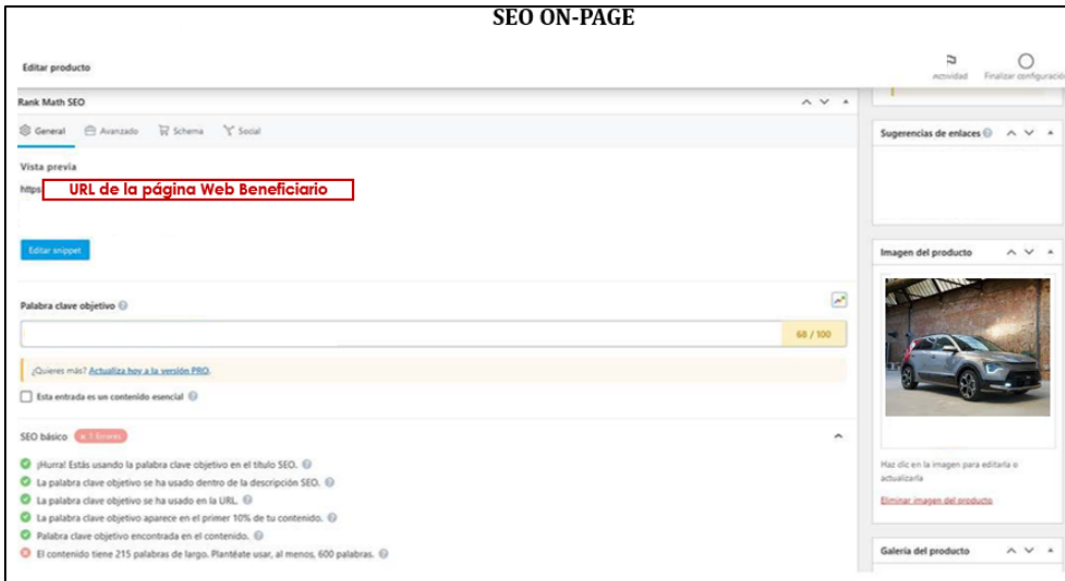 SEO ON-PAGE
Editar producto
Actividad
Finalizar configuración
Rank Math SEO
General
Avanzado
Schema
Social
Vista previa
https
URL de la página Web Beneficiario
Editar snippet
Palabra clave objetivo
68 / 100
¿Quieres más? Actualiza hoy a la versión PRO.
Esta entrada es un contenido esencial
SEO básico
x 1 Errores
¡Hurra! Estás usando la palabra clave objetivo en el título SEO.
La palabra clave objetivo se ha usado dentro de la descripción SEO.
La palabra clave objetivo se ha usado en la URL.
La palabra clave objetivo aparece en el primer 10% de tu contenido.
Palabra clave objetivo encontrada en el contenido.
El contenido tiene 215 palabras de largo. Plantéate usar, al menos, 600 palabras.
Sugerencias de enlaces
Imagen del producto
Haz clic en la imagen para editarla o
actualizarla
Eliminar imagen del producto
Galería del producto